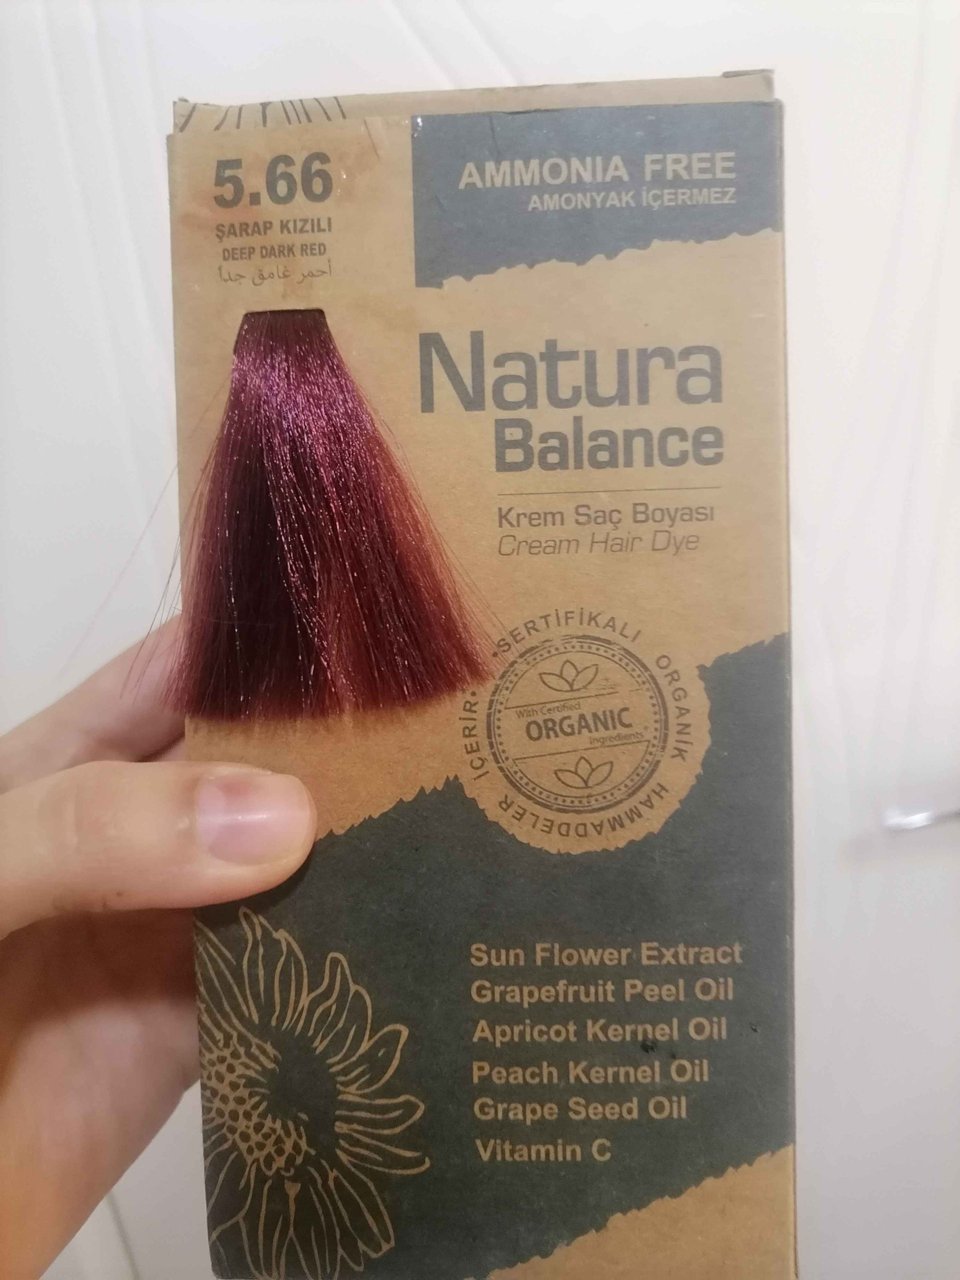 5.66
ŞARAP KIZILI
DEEP DARK RED
أحمر غامق جداً
AMMONIA FREE
AMONYAK İÇERMEZ
Natura
Balance
Krem Saç Boyası
Cream Hair Dye
SERTİFİKALI ORGANİK HAMMADDELER İÇERİR
With Certified
ORGANIC
Ingredients
Sun Flower Extract
Grapefruit Peel Oil
Apricot Kernel Oil
Peach Kernel Oil
Grape Seed Oil
Vitamin C